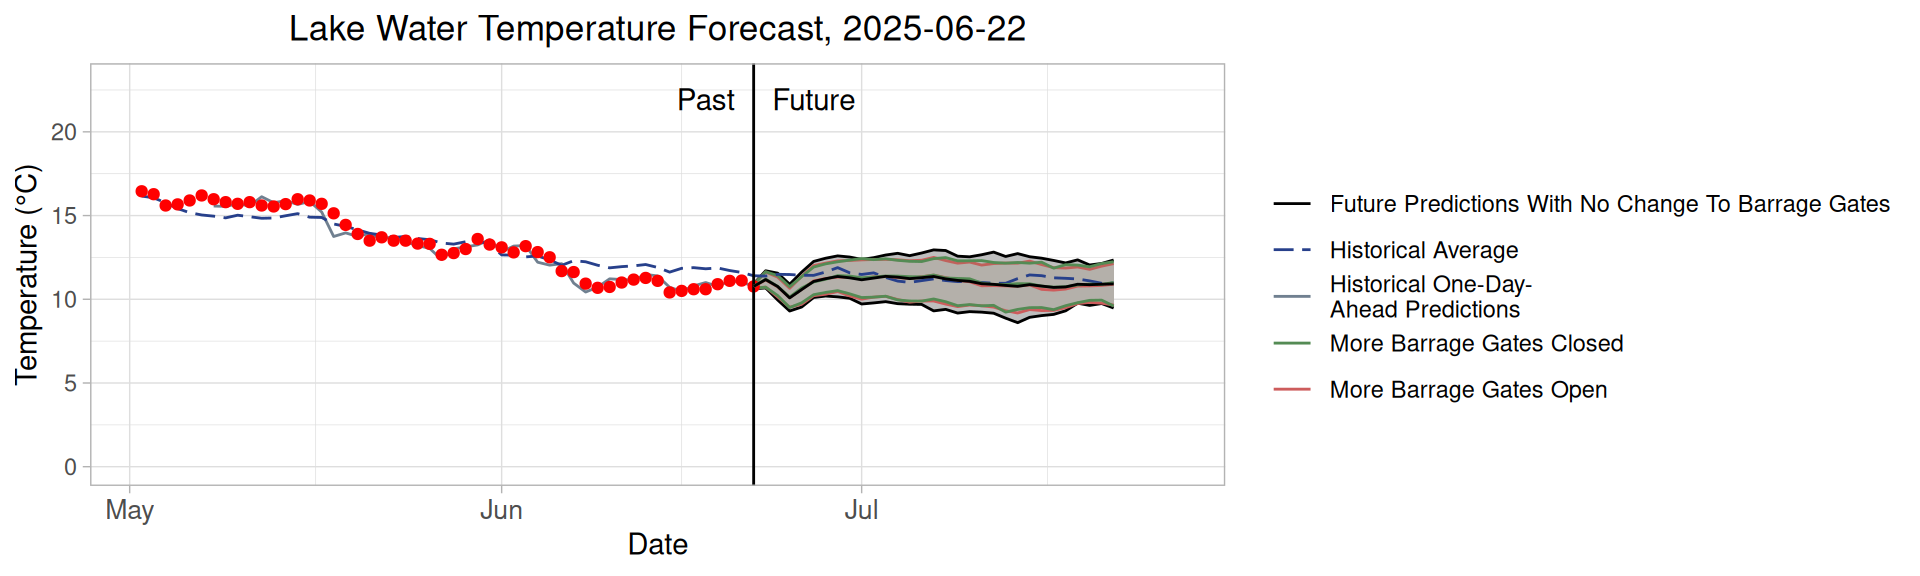 Lake Water Temperature Forecast, 2025-06-22
Past
Future
20
15
10
5
0
Temperature (°C)
May
Jun
Jul
Date
Future Predictions With No Change To Barrage Gates
Historical Average
Historical One-Day-
Ahead Predictions
More Barrage Gates Closed
More Barrage Gates Open